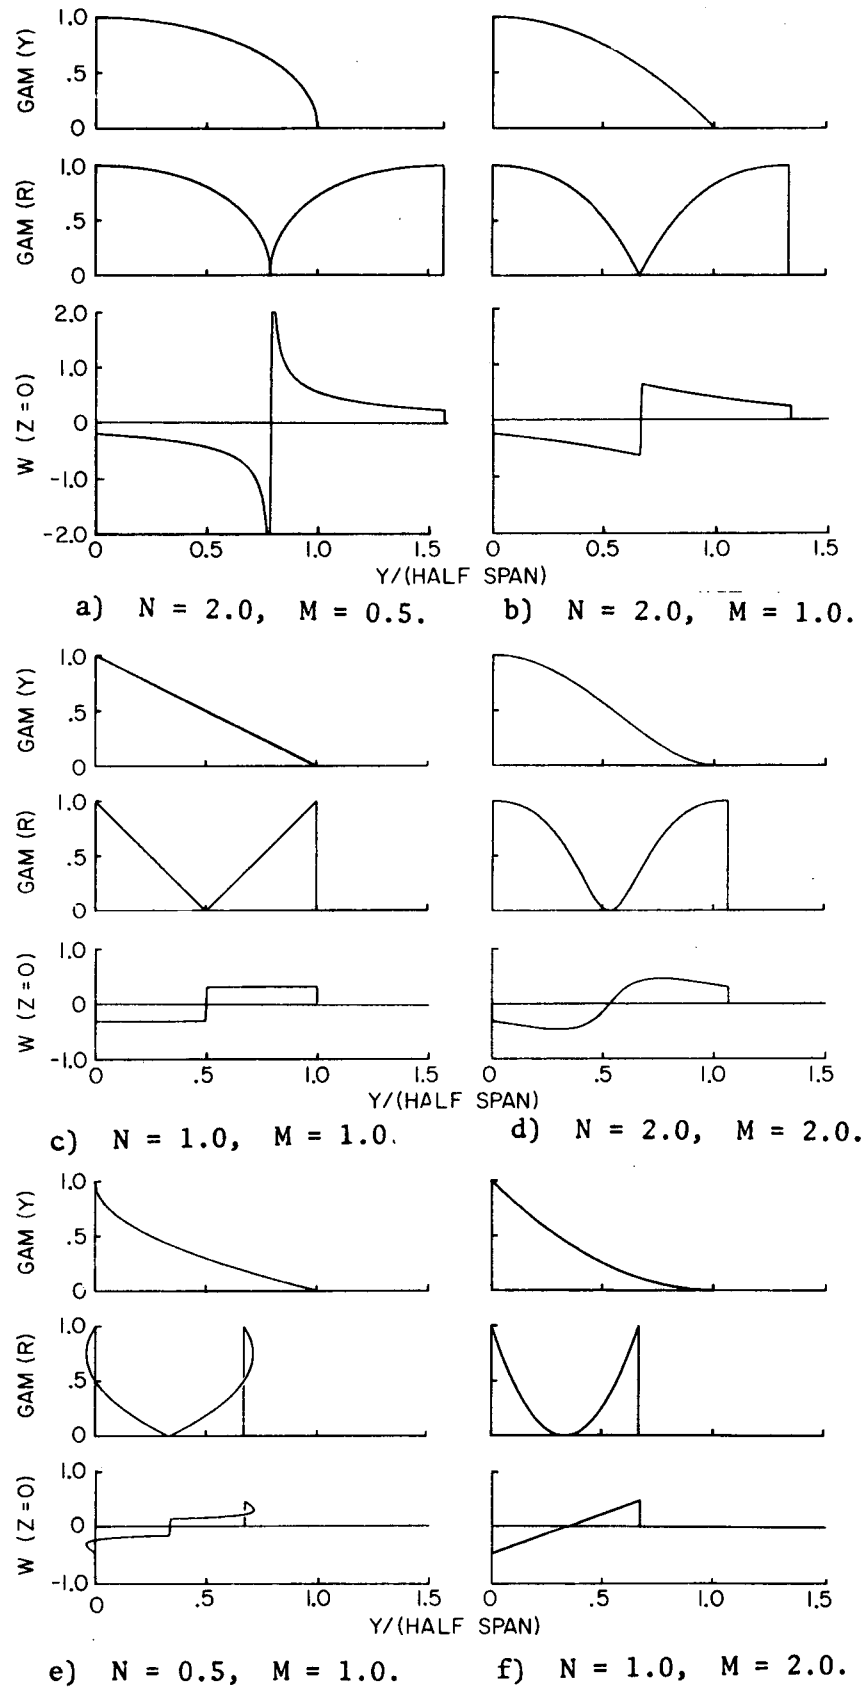 GAM (Y)
1.0
.5
0
GAM (R)
1.0
.5
0
W (Z=0)
2.0
1.0
0
-1.0
-2.0
0 0.5 1.0 1.5 0 0.5 1.0 1.5
Y/(HALF SPAN)
a) N = 2.0, M = 0.5. b) N = 2.0, M = 1.0.
GAM (Y)
1.0
.5
0
GAM (R)
1.0
.5
0
W (Z=0)
1.0
0
-1.0
0 .5 1.0 1.5 0 0.5 1.0 1.5
Y/(HALF SPAN)
c) N = 1.0, M = 1.0. d) N = 2.0, M = 2.0.
GAM (Y)
1.0
.5
0
GAM (R)
1.0
.5
0
W (Z=0)
1.0
0
-1.0
0 .5 1.0 1.5 0 .5 1.0 1.5
Y/(HALF SPAN)
e) N = 0.5, M = 1.0. f) N = 1.0, M = 2.0.